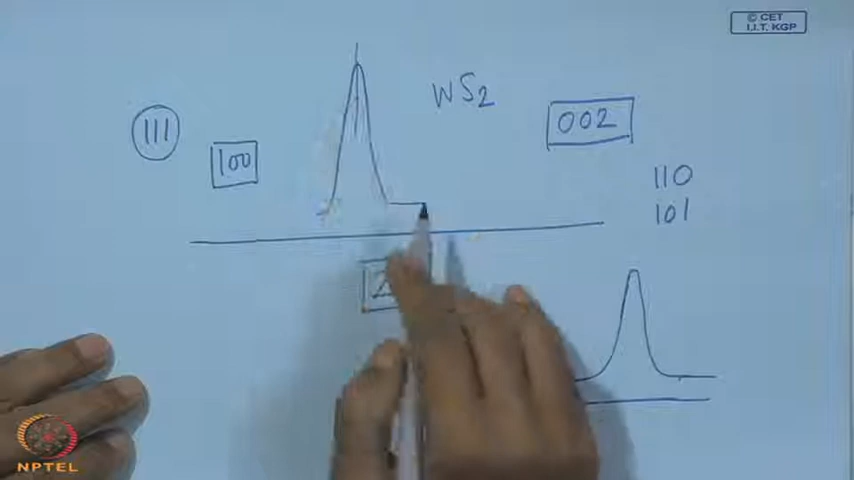 © CET
I.I.T. KGP
WS2
002
111
100
110
101
NPTEL